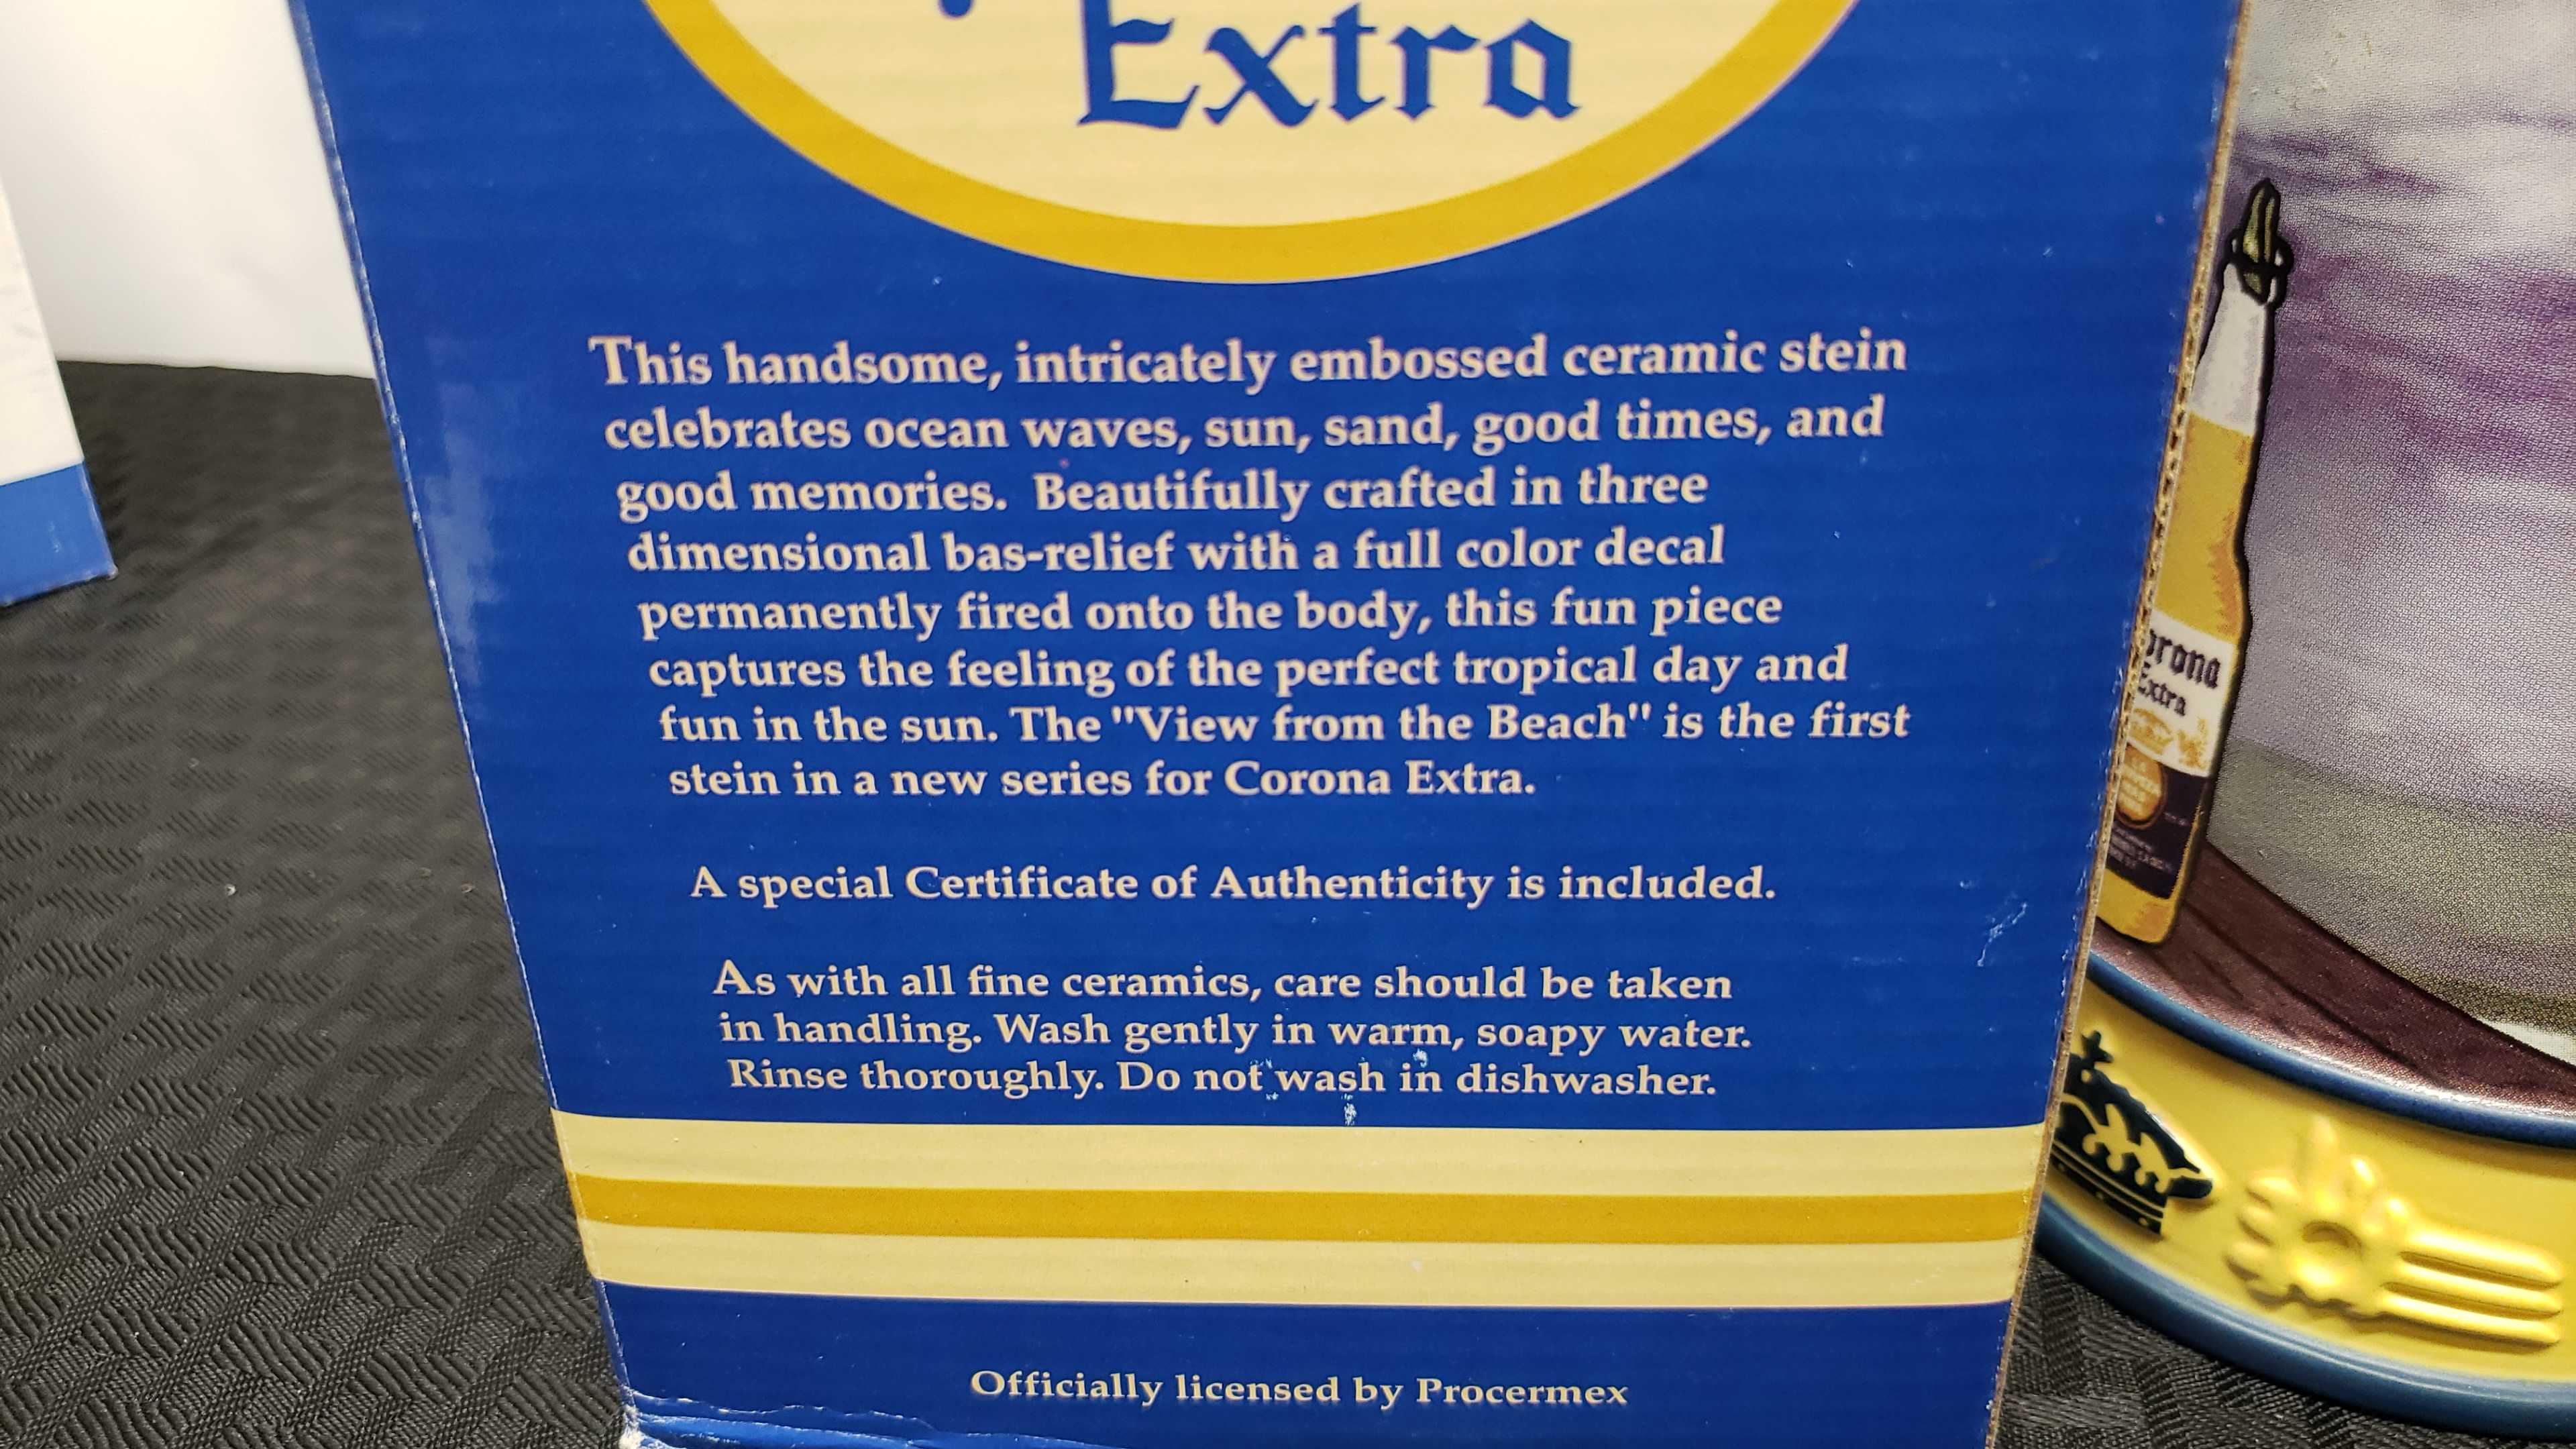 Extra
This handsome, intricately embossed ceramic stein
celebrates ocean waves, sun, sand, good times, and
good memories.  Beautifully crafted in three
dimensional bas-relief with a full color decal
permanently fired onto the body, this fun piece
captures the feeling of the perfect tropical day and
fun in the sun. The "View from the Beach" is the first
stein in a new series for Corona Extra.
A special Certificate of Authenticity is included.
As with all fine ceramics, care should be taken
in handling. Wash gently in warm, soapy water.
Rinse thoroughly. Do not wash in dishwasher.
Officially licensed by Procermex
orona
Extra